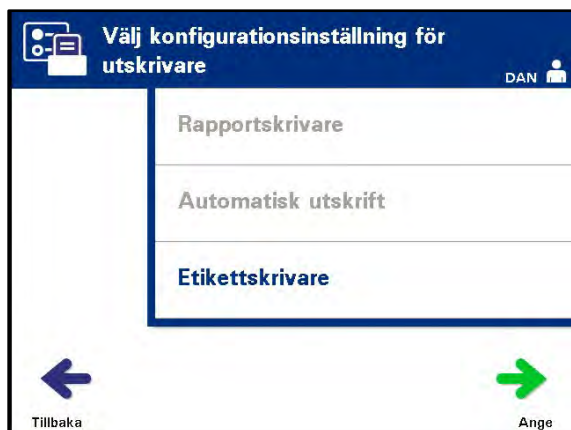 Välj konfigurationsinställning för
utskrivare
DAN
Rapportskrivare
Automatisk utskrift
Etikettskrivare
Tillbaka
Ange